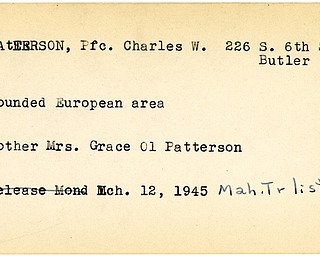 ATTERSON, Pfc. Charles W. 226 S. 6th
Butler
ounded European area
other Mrs. Grace Ol Patterson
elease Mond Mch. 12, 1945 Mah. Tr list